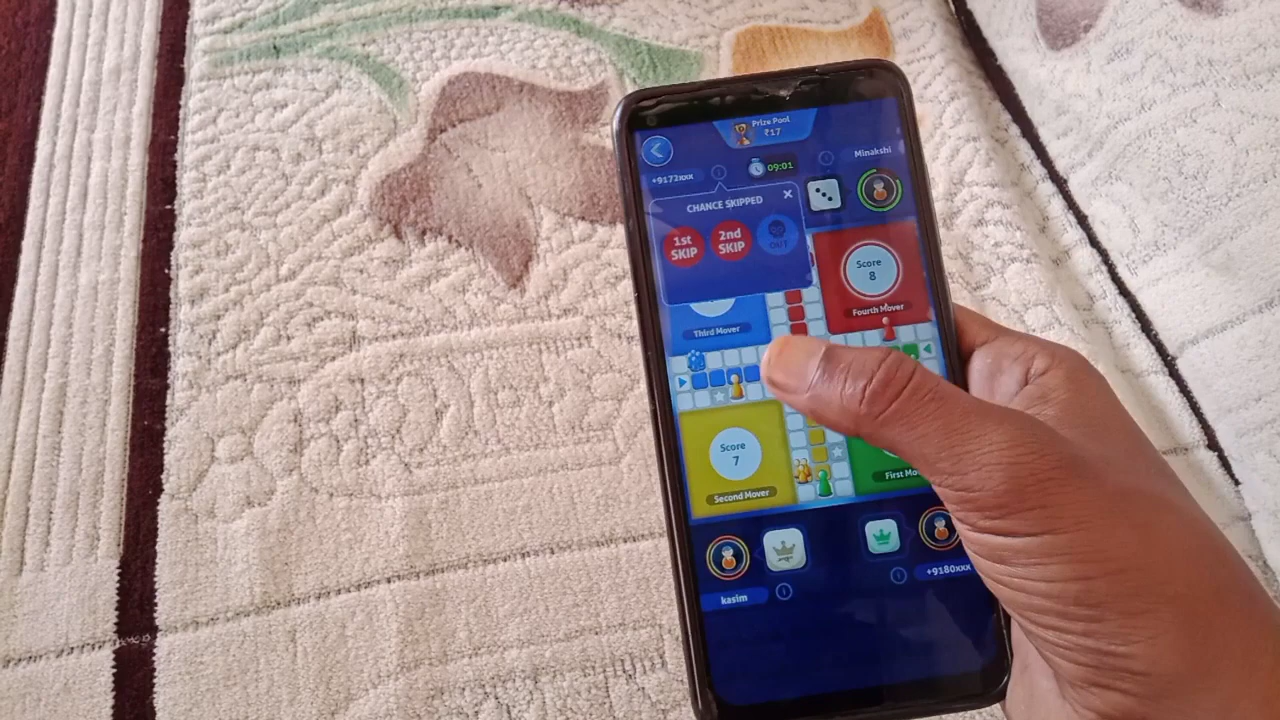 Prize Pool
₹17
+9172xxx
09:01
Minakshi
CHANCE SKIPPED
1st SKIP
2nd SKIP
OUT
Score
8
Third Mover
Fourth Mover
Score
7
Second Mover
First Mo
kasim
+9180xxx